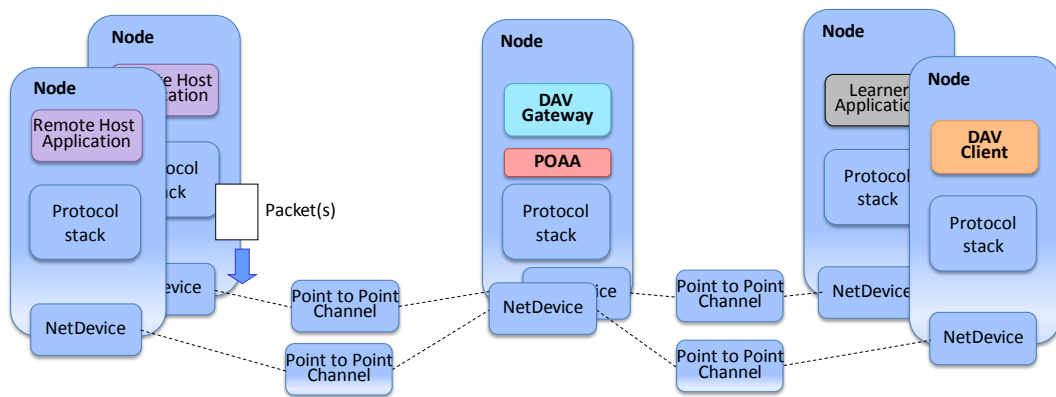 Node
Node
Remote Host
Application
Protocol
stack
NetDevice
Packet(s)
Point to Point
Channel
Point to Point
Channel
Node
DAV
Gateway
POAA
Protocol
stack
NetDevice
Point to Point
Channel
Point to Point
Channel
Node
Learner
Application
Protocol
stack
NetDevice
Node
DAV
Client
Protocol
stack
NetDevice